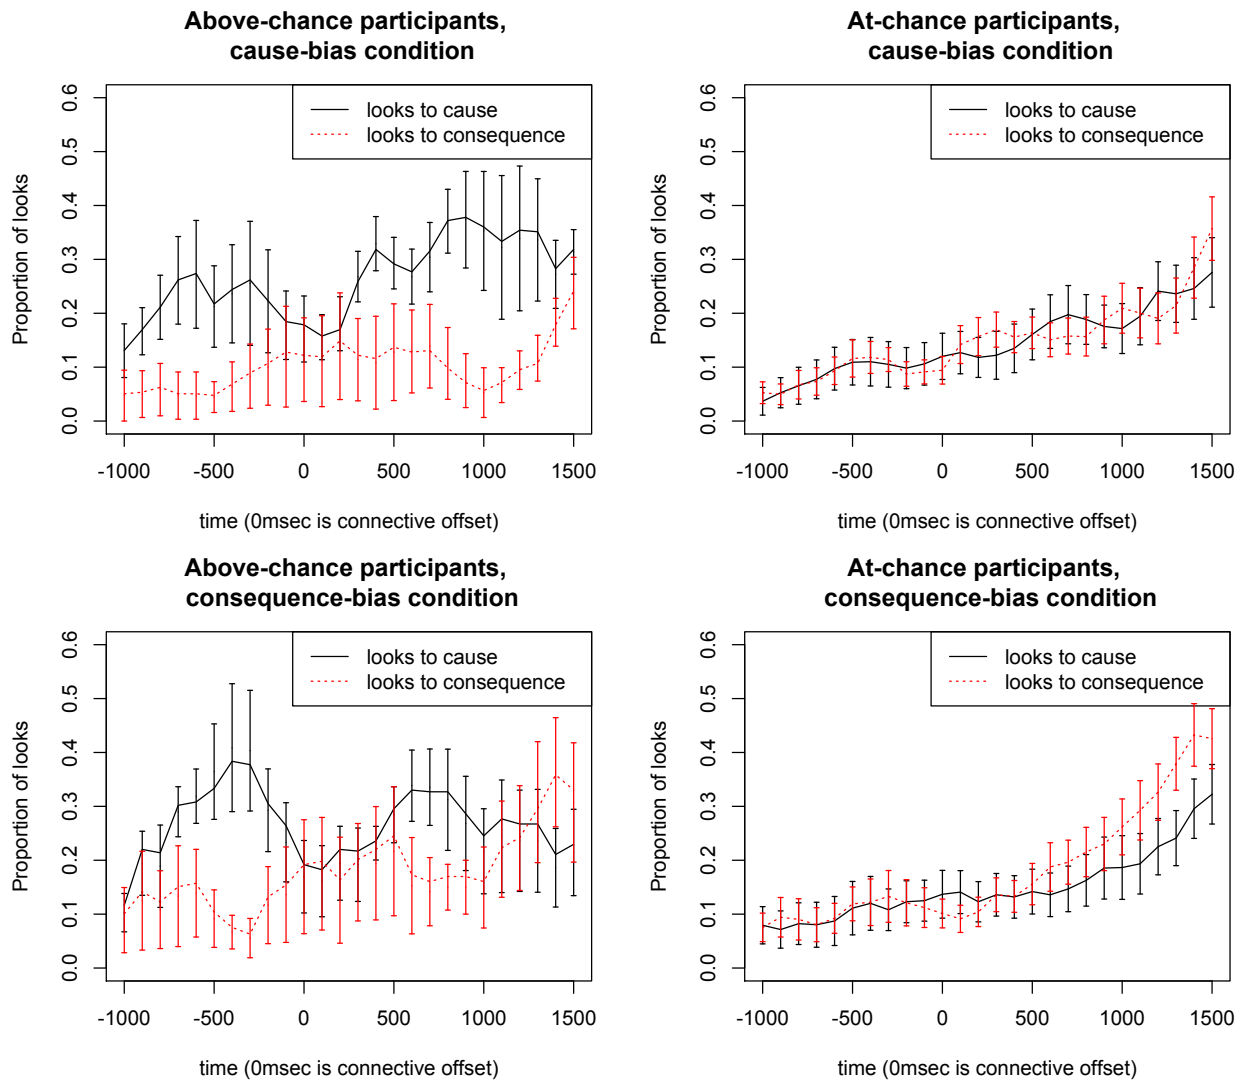 Above-chance participants,
cause-bias condition
looks to cause
looks to consequence
Proportion of looks
0.6
0.5
0.4
0.3
0.2
0.1
0.0
-1000 -500 0 500 1000 1500
time (0msec is connective offset)
At-chance participants,
cause-bias condition
looks to cause
looks to consequence
Proportion of looks
0.6
0.5
0.4
0.3
0.2
0.1
0.0
-1000 -500 0 500 1000 1500
time (0msec is connective offset)
Above-chance participants,
consequence-bias condition
looks to cause
looks to consequence
Proportion of looks
0.6
0.5
0.4
0.3
0.2
0.1
0.0
-1000 -500 0 500 1000 1500
time (0msec is connective offset)
At-chance participants,
consequence-bias condition
looks to cause
looks to consequence
Proportion of looks
0.6
0.5
0.4
0.3
0.2
0.1
0.0
-1000 -500 0 500 1000 1500
time (0msec is connective offset)